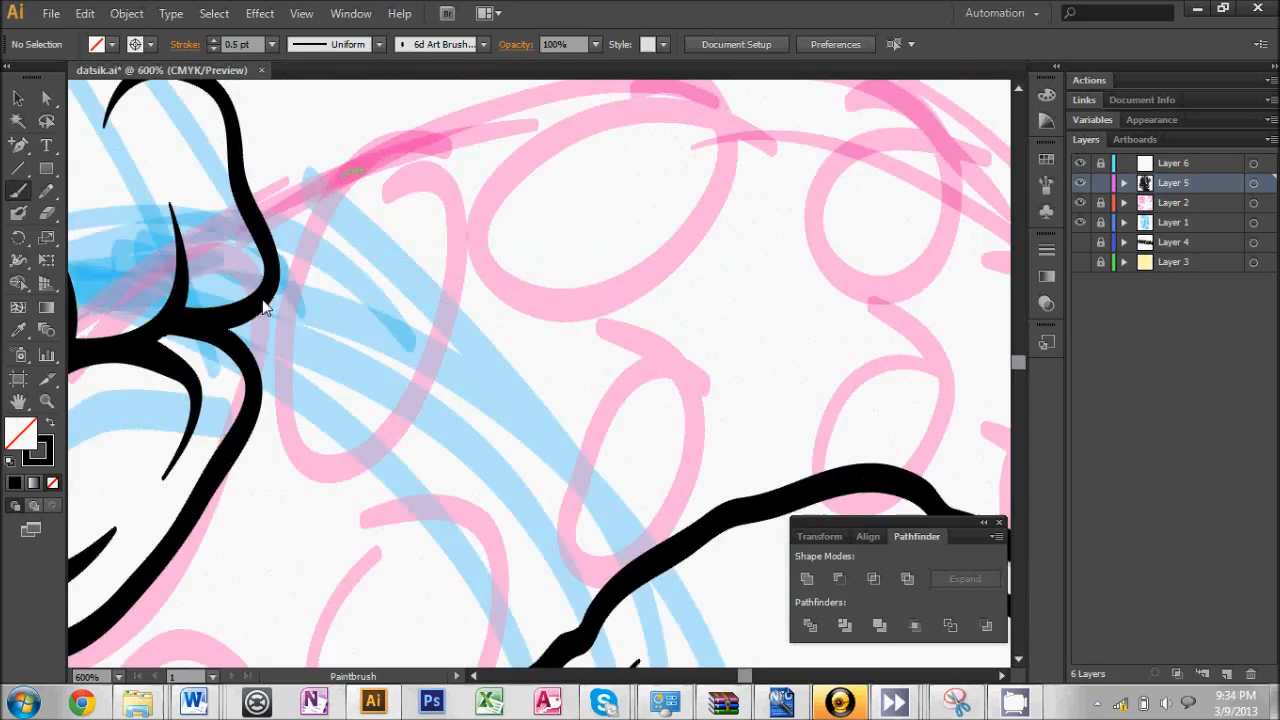 Ai File Edit Object Type Select Effect View Window Help Br Automation
No Selection Stroke: 0.5 pt Uniform 6d Art Brush... Opacity: 100% Style: Document Setup Preferences
datsik.ai* @ 600% (CMYK/Preview)
Actions
Links Document Info
Variables Appearance
Layers Artboards
Layer 6
Layer 5
Layer 2
Layer 1
Layer 4
Layer 3
Transform Align Pathfinder
Shape Modes:
Expand
Pathfinders:
600% 1 Paintbrush 6 Layers
9:34 PM
3/9/2013